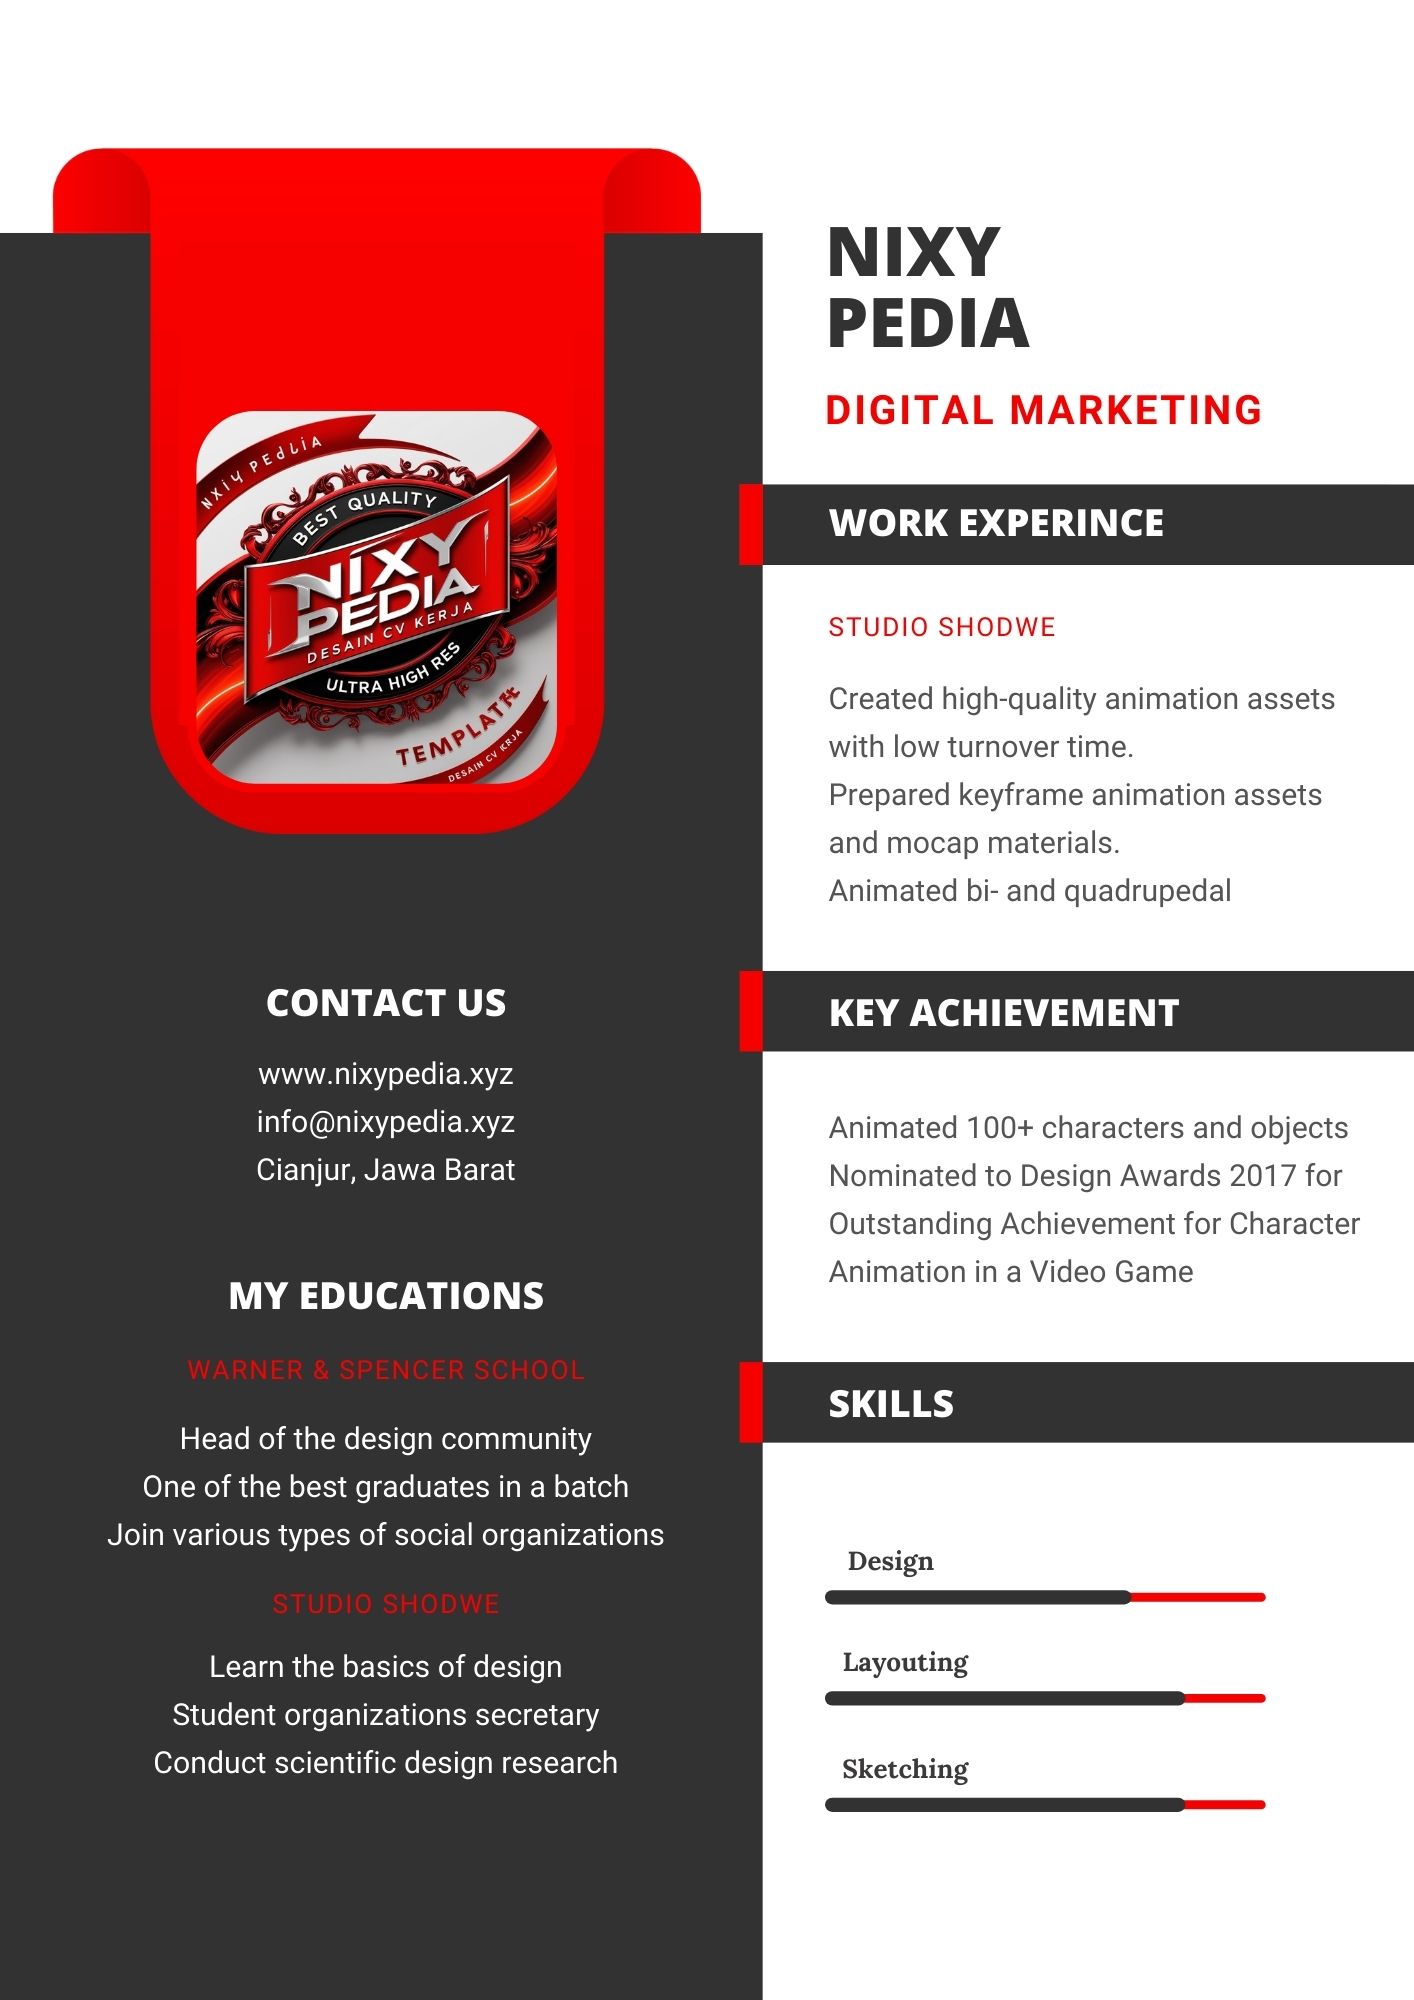 NXiY PEdLiA
BEST QUALITY
NIXY
PEDIA
DESAIN CV KERJA
ULTRA HIGH RES
TEMPLATE
DESAIN CV KERJA
CONTACT US
www.nixypedia.xyz
info@nixypedia.xyz
Cianjur, Jawa Barat
MY EDUCATIONS
WARNER & SPENCER SCHOOL
Head of the design community
One of the best graduates in a batch
Join various types of social organizations
STUDIO SHODWE
Learn the basics of design
Student organizations secretary
Conduct scientific design research
NIXY
PEDIA
DIGITAL MARKETING
WORK EXPERINCE
STUDIO SHODWE
Created high-quality animation assets
with low turnover time.
Prepared keyframe animation assets
and mocap materials.
Animated bi- and quadrupedal
KEY ACHIEVEMENT
Animated 100+ characters and objects
Nominated to Design Awards 2017 for
Outstanding Achievement for Character
Animation in a Video Game
SKILLS
Design
Layouting
Sketching